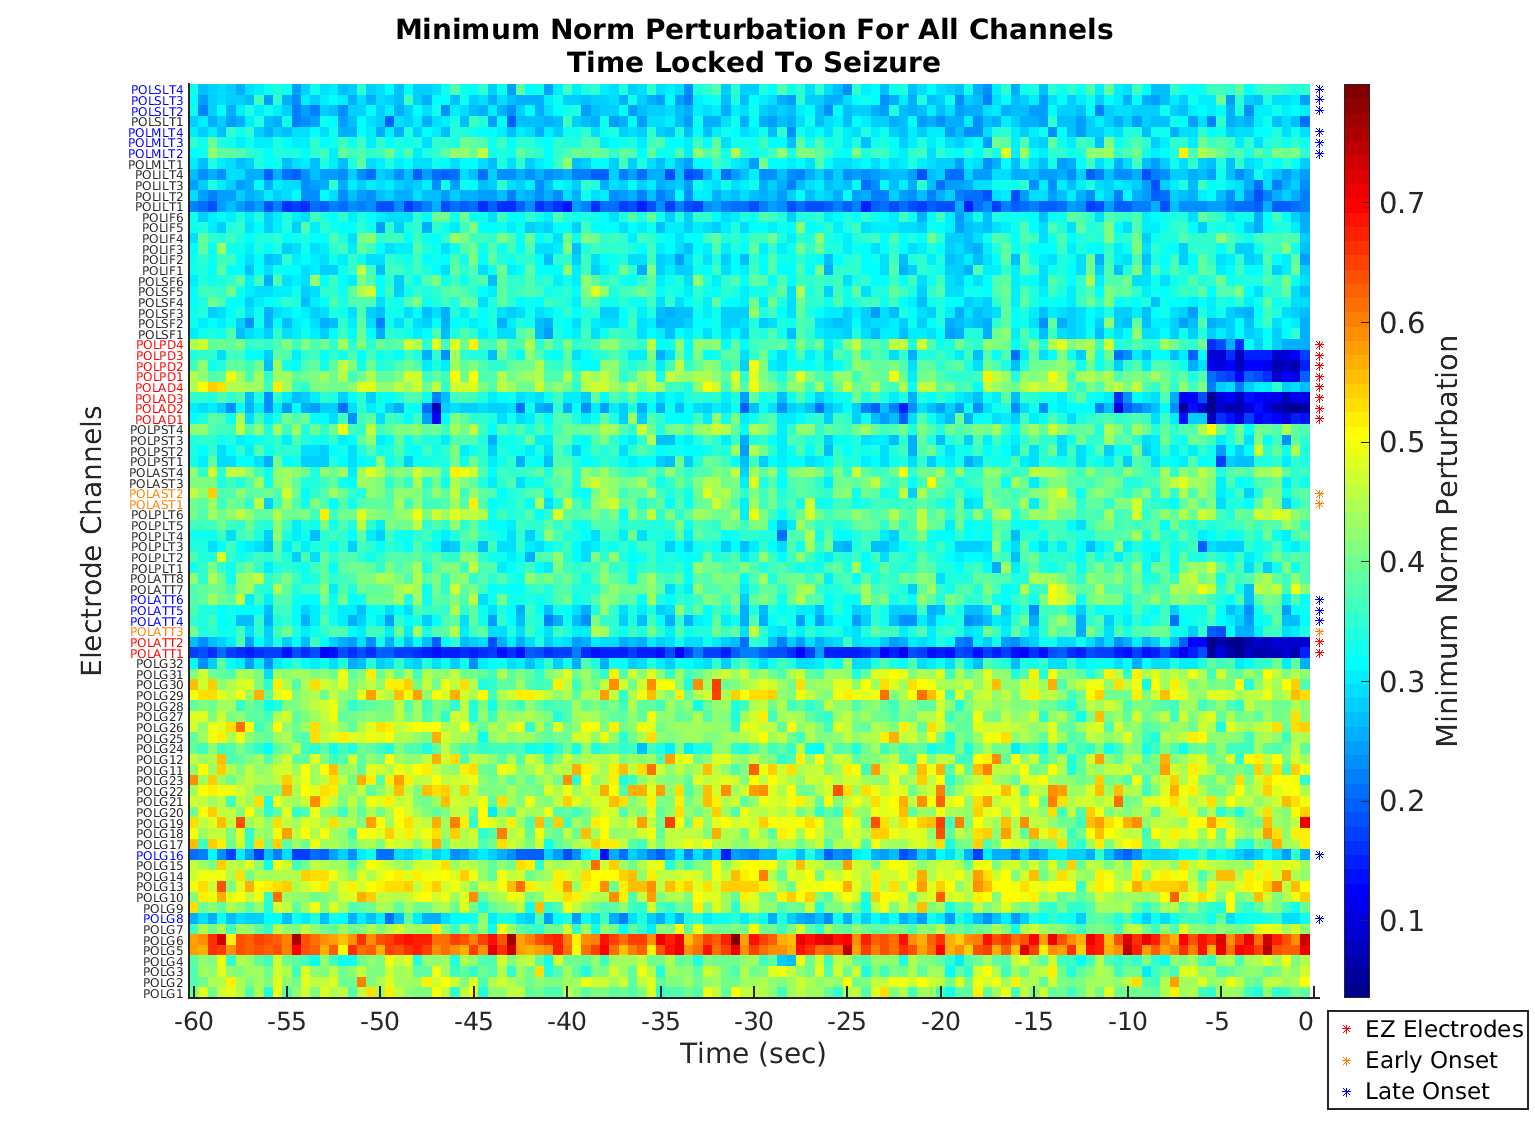 Minimum Norm Perturbation For All Channels
Time Locked To Seizure
Electrode Channels
POLSLT4
POLSLT3
POLSLT2
POLSLT1
POLMLT4
POLMLT3
POLMLT2
POLMLT1
POLILT4
POLILT3
POLILT2
POLILT1
POLIF6
POLIF5
POLIF4
POLIF3
POLIF2
POLIF1
POLSF6
POLSF5
POLSF4
POLSF3
POLSF2
POLSF1
POLPD4
POLPD3
POLPD2
POLPD1
POLAD4
POLAD3
POLAD2
POLAD1
POLPST4
POLPST3
POLPST2
POLPST1
POLAST4
POLAST3
POLAST2
POLAST1
POLPLT6
POLPLT5
POLPLT4
POLPLT3
POLPLT2
POLPLT1
POLATT8
POLATT7
POLATT6
POLATT5
POLATT4
POLATT3
POLATT2
POLATT1
POLG32
POLG31
POLG30
POLG29
POLG28
POLG27
POLG26
POLG25
POLG24
POLG12
POLG11
POLG23
POLG22
POLG21
POLG20
POLG19
POLG18
POLG17
POLG16
POLG15
POLG14
POLG13
POLG10
POLG9
POLG8
POLG7
POLG6
POLG5
POLG4
POLG3
POLG2
POLG1
-60 -55 -50 -45 -40 -35 -30 -25 -20 -15 -10 -5 0
Time (sec)
0.7
0.6
0.5
0.4
0.3
0.2
0.1
Minimum Norm Perturbation
EZ Electrodes
Early Onset
Late Onset